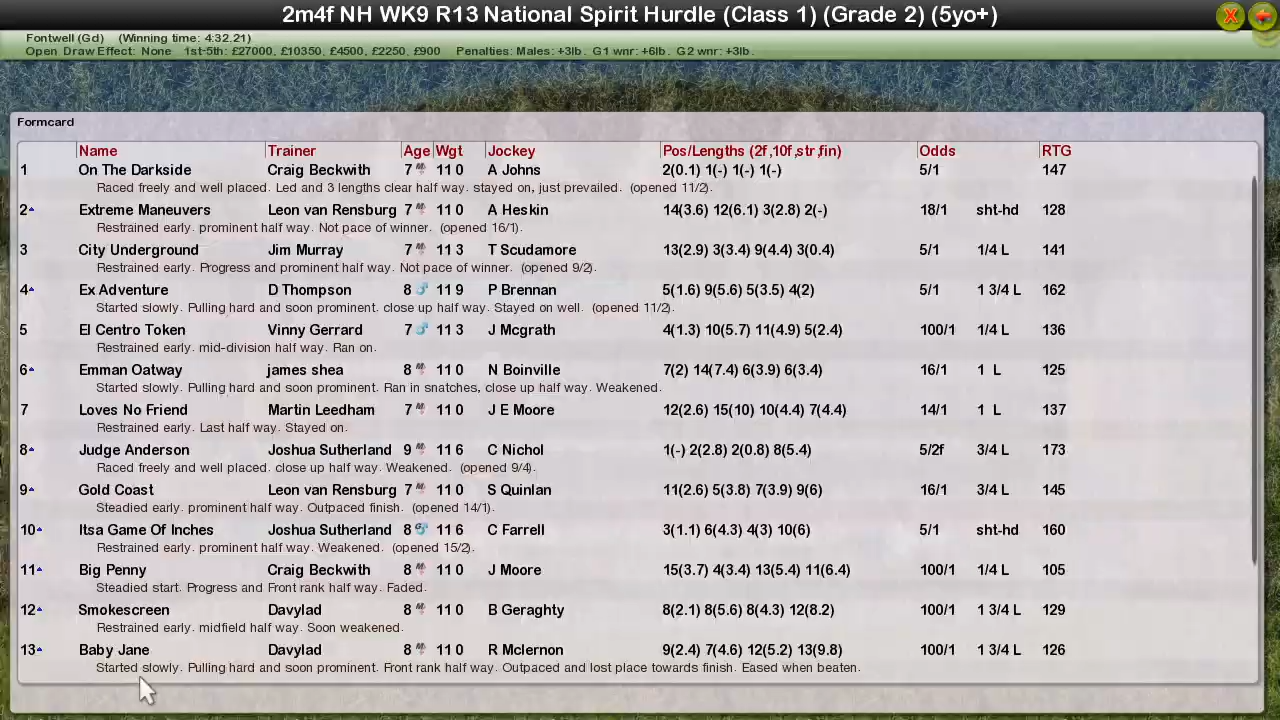 2m4f NH WK9 R13 National Spirit Hurdle (Class 1) (Grade 2) (5yo+)
Fontwell (Gd) (Winning time: 4:32.21)
Open Draw Effect: None 1st-5th: £27000, £10350, £4500, £2250, £900 Penalties: Males: +3lb. G1 wnr: +6lb. G2 wnr: +3lb.
Formcard
Name Trainer Age Wgt Jockey Pos/Lengths (2f,10f,str,fin) Odds RTG
1 On The Darkside Craig Beckwith 7 11 0 A Johns 2(0.1) 1(-) 1(-) 1(-) 5/1 147
Raced freely and well placed. Led and 3 lengths clear half way. stayed on, just prevailed. (opened 11/2).
2 Extreme Maneuvers Leon van Rensburg 7 11 0 A Heskin 14(3.6) 12(6.1) 3(2.8) 2(-) 18/1 sht-hd 128
Restrained early. prominent half way. Not pace of winner. (opened 16/1).
3 City Underground Jim Murray 7 11 3 T Scudamore 13(2.9) 3(3.4) 9(4.4) 3(0.4) 5/1 1/4 L 141
Restrained early. Progress and prominent half way. Not pace of winner. (opened 9/2).
4 Ex Adventure D Thompson 8 11 9 P Brennan 5(1.6) 9(5.6) 5(3.5) 4(2) 5/1 1 3/4 L 162
Started slowly. Pulling hard and soon prominent. close up half way. Stayed on well. (opened 11/2).
5 El Centro Token Vinny Gerrard 7 11 3 J Mcgrath 4(1.3) 10(5.7) 11(4.9) 5(2.4) 100/1 1/4 L 136
Restrained early. mid-division half way. Ran on.
6 Emman Oatway james shea 8 11 0 N Boinville 7(2) 14(7.4) 6(3.9) 6(3.4) 16/1 1 L 125
Started slowly. Pulling hard and soon prominent. Ran in snatches, close up half way. Weakened.
7 Loves No Friend Martin Leedham 7 11 0 J E Moore 12(2.6) 15(10) 10(4.4) 7(4.4) 14/1 1 L 137
Restrained early. Last half way. Stayed on.
8 Judge Anderson Joshua Sutherland 9 11 6 C Nichol 1(-) 2(2.8) 2(0.8) 8(5.4) 5/2f 3/4 L 173
Raced freely and well placed. close up half way. Weakened. (opened 9/4).
9 Gold Coast Leon van Rensburg 7 11 0 S Quinlan 11(2.6) 5(3.8) 7(3.9) 9(6) 16/1 3/4 L 145
Steadied early. prominent half way. Outpaced finish. (opened 14/1).
10 Itsa Game Of Inches Joshua Sutherland 8 11 6 C Farrell 3(1.1) 6(4.3) 4(3) 10(6) 5/1 sht-hd 160
Restrained early. prominent half way. Weakened. (opened 15/2).
11 Big Penny Craig Beckwith 8 11 0 J Moore 15(3.7) 4(3.4) 13(5.4) 11(6.4) 100/1 1/4 L 105
Steadied start. Progress and Front rank half way. Faded.
12 Smokescreen Davylad 8 11 0 B Geraghty 8(2.1) 8(5.6) 8(4.3) 12(8.2) 100/1 1 3/4 L 129
Restrained early. midfield half way. Soon weakened.
13 Baby Jane Davylad 8 11 0 R Mclernon 9(2.4) 7(4.6) 12(5.2) 13(9.8) 100/1 1 3/4 L 126
Started slowly. Pulling hard and soon prominent. Front rank half way. Outpaced and lost place towards finish. Eased when beaten.